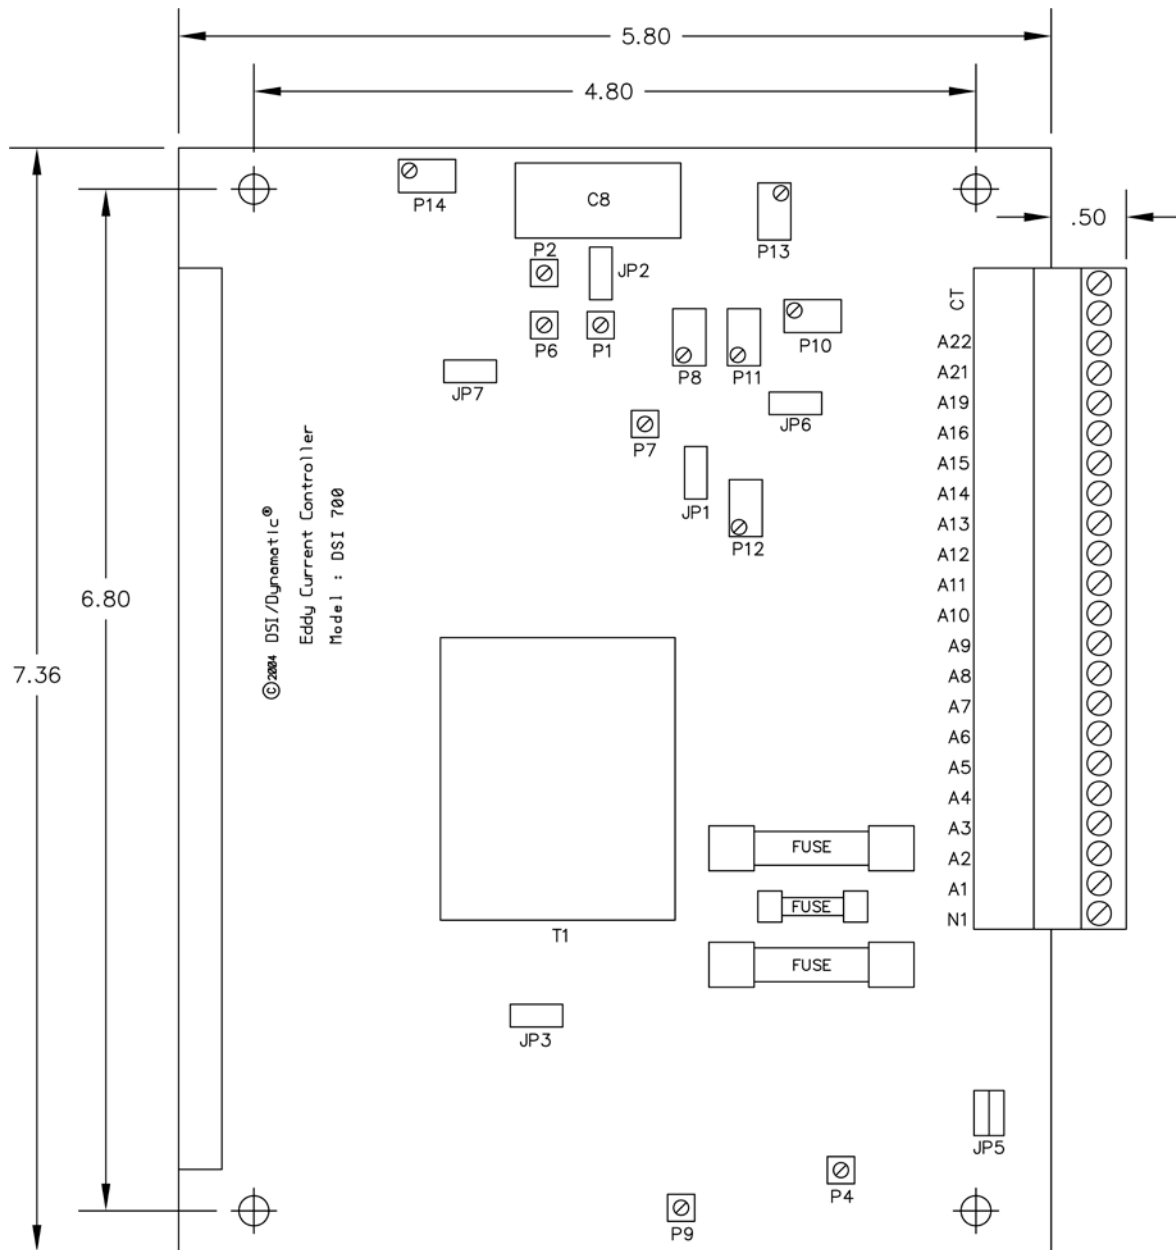 5.80
4.80
.50
P14
C8
P13
P2
JP2
P6
P1
P10
P8
P11
JP7
JP6
P7
JP1
P12
CT
A22
A21
A19
A16
A15
A14
A13
A12
A11
A10
A9
A8
A7
A6
A5
A4
A3
A2
A1
N1
©2004 DSI/Dynamatic®
Eddy Current Controller
Model : DSI 700
6.80
7.36
FUSE
FUSE
FUSE
T1
JP3
JP5
P4
P9